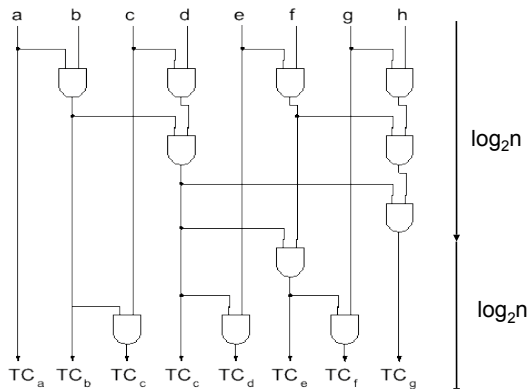 a b c d e f g h
log₂n
log₂n
TCₐ TC_b TC_c TC_c TC_d TC_e TC_f TC_g